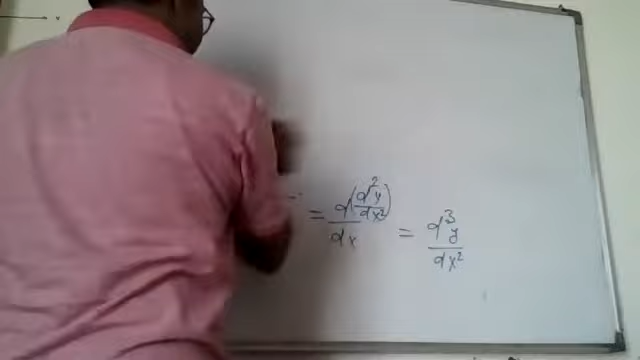 = d(d²y/dx²)/dx = d³y/dx²